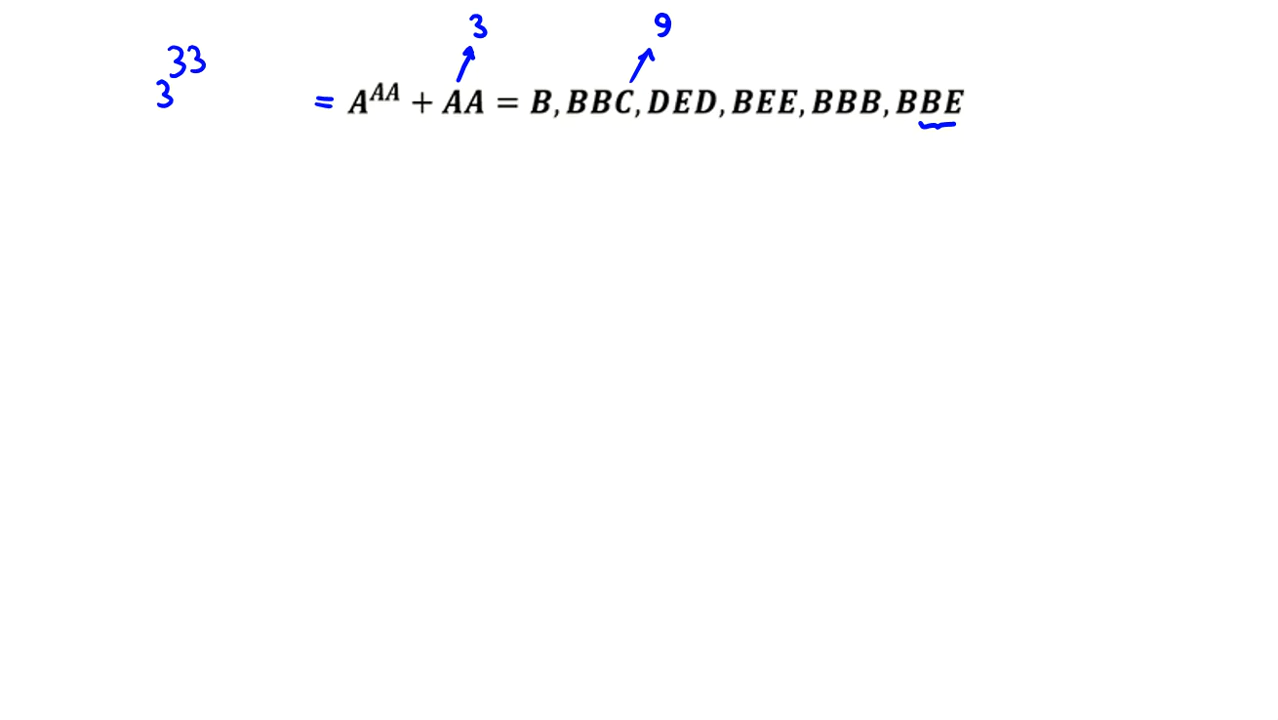 3 9
3^33 = A^AA + AA = B, BBC, DED, BEE, BBB, BBE